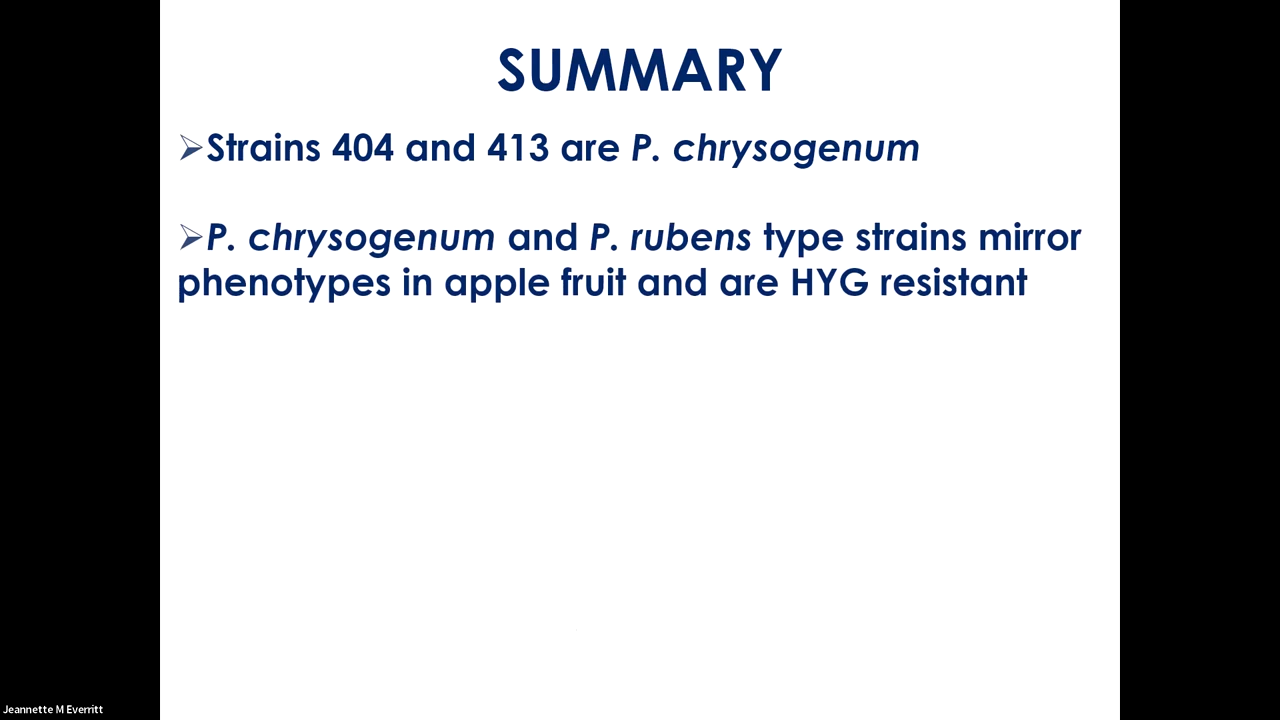 SUMMARY
➢Strains 404 and 413 are P. chrysogenum
➢P. chrysogenum and P. rubens type strains mirror
phenotypes in apple fruit and are HYG resistant
Jeannette M Everritt